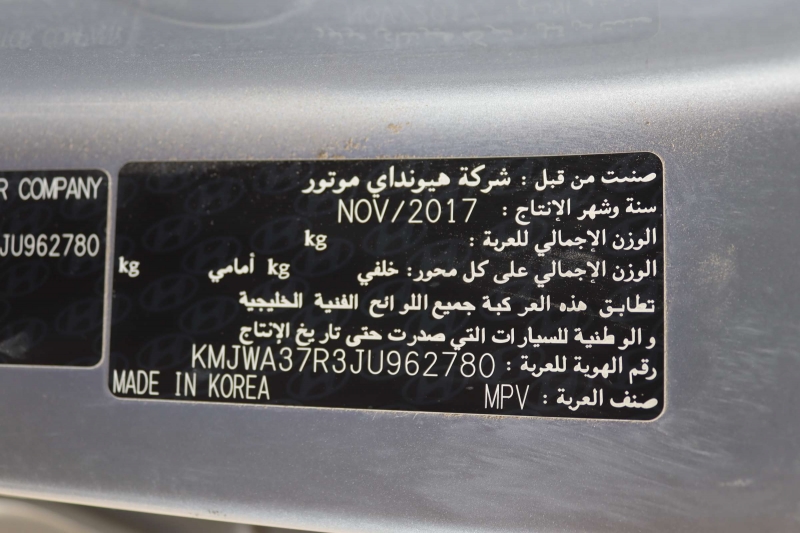 R COMPANY
JU962780
صنعت من قبل : شركة هيونداي موتور
سنة وشهر الإنتاج : NOV/2017
الوزن الإجمالي للعربة : kg
الوزن الإجمالي على كل محور: خلفي kg أمامي kg
تطابق هذه العركبة جميع اللوائح الفنية الخليجية
والوطنية للسيارات التي صدرت حتى تاريخ الإنتاج
رقم الهوية للعربة : KMJWA37R3JU962780
صنف العربة : MPV
MADE IN KOREA